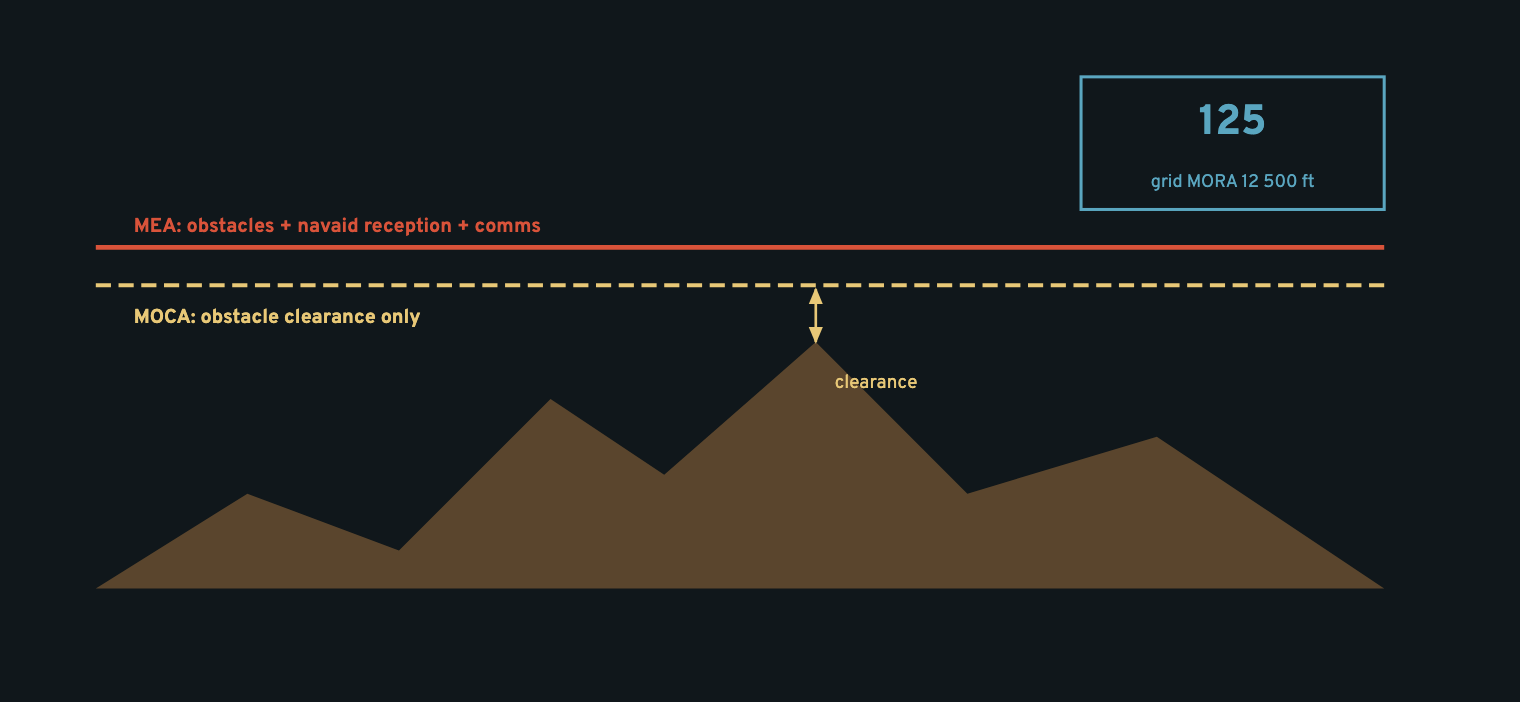 125
grid MORA 12 500 ft
MEA: obstacles + navaid reception + comms
MOCA: obstacle clearance only
clearance